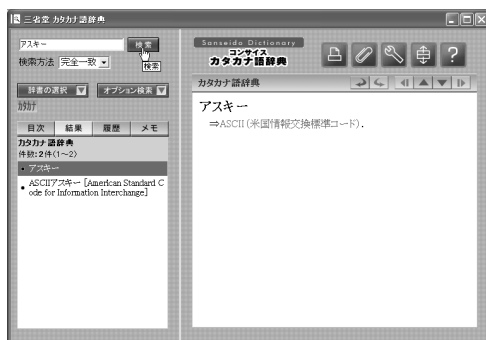 三省堂 カタカナ語辞典
アスキー
検索
検索方法 完全一致
検索
辞書の選択
オプション検索
カタカナ
目次 結果 履歴 メモ
カタカナ語辞典
件数:2件(1～2)
• アスキー
• ASCIIアスキー [American Standard C
ode for Information Interchange]
Sanseido Dictionary
コンサイス
カタカナ語辞典
カタカナ語辞典
アスキー
⇒ASCII(米国情報交換標準コード).